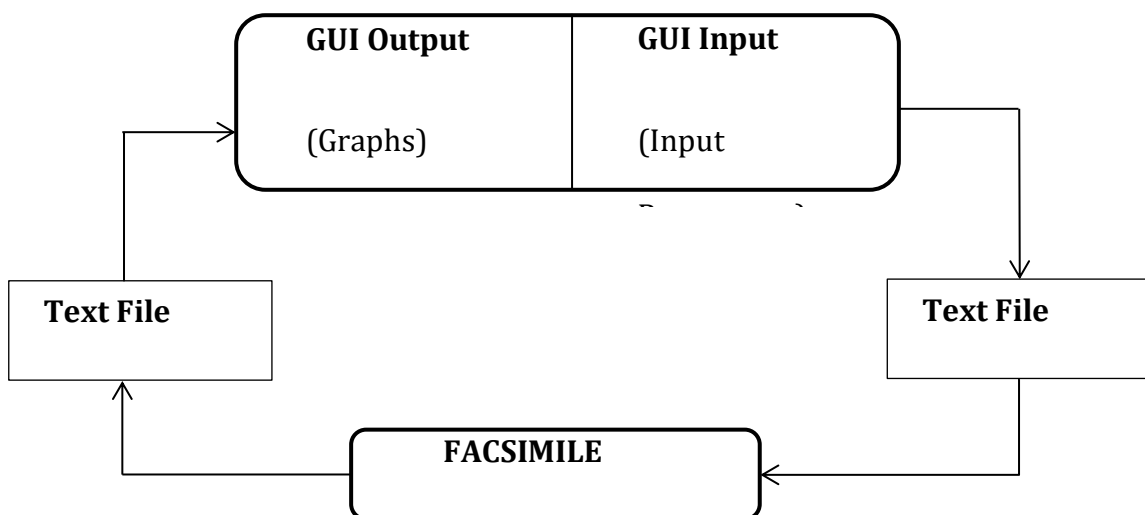 GUI Output
(Graphs)
GUI Input
(Input
Text File
Text File
FACSIMILE